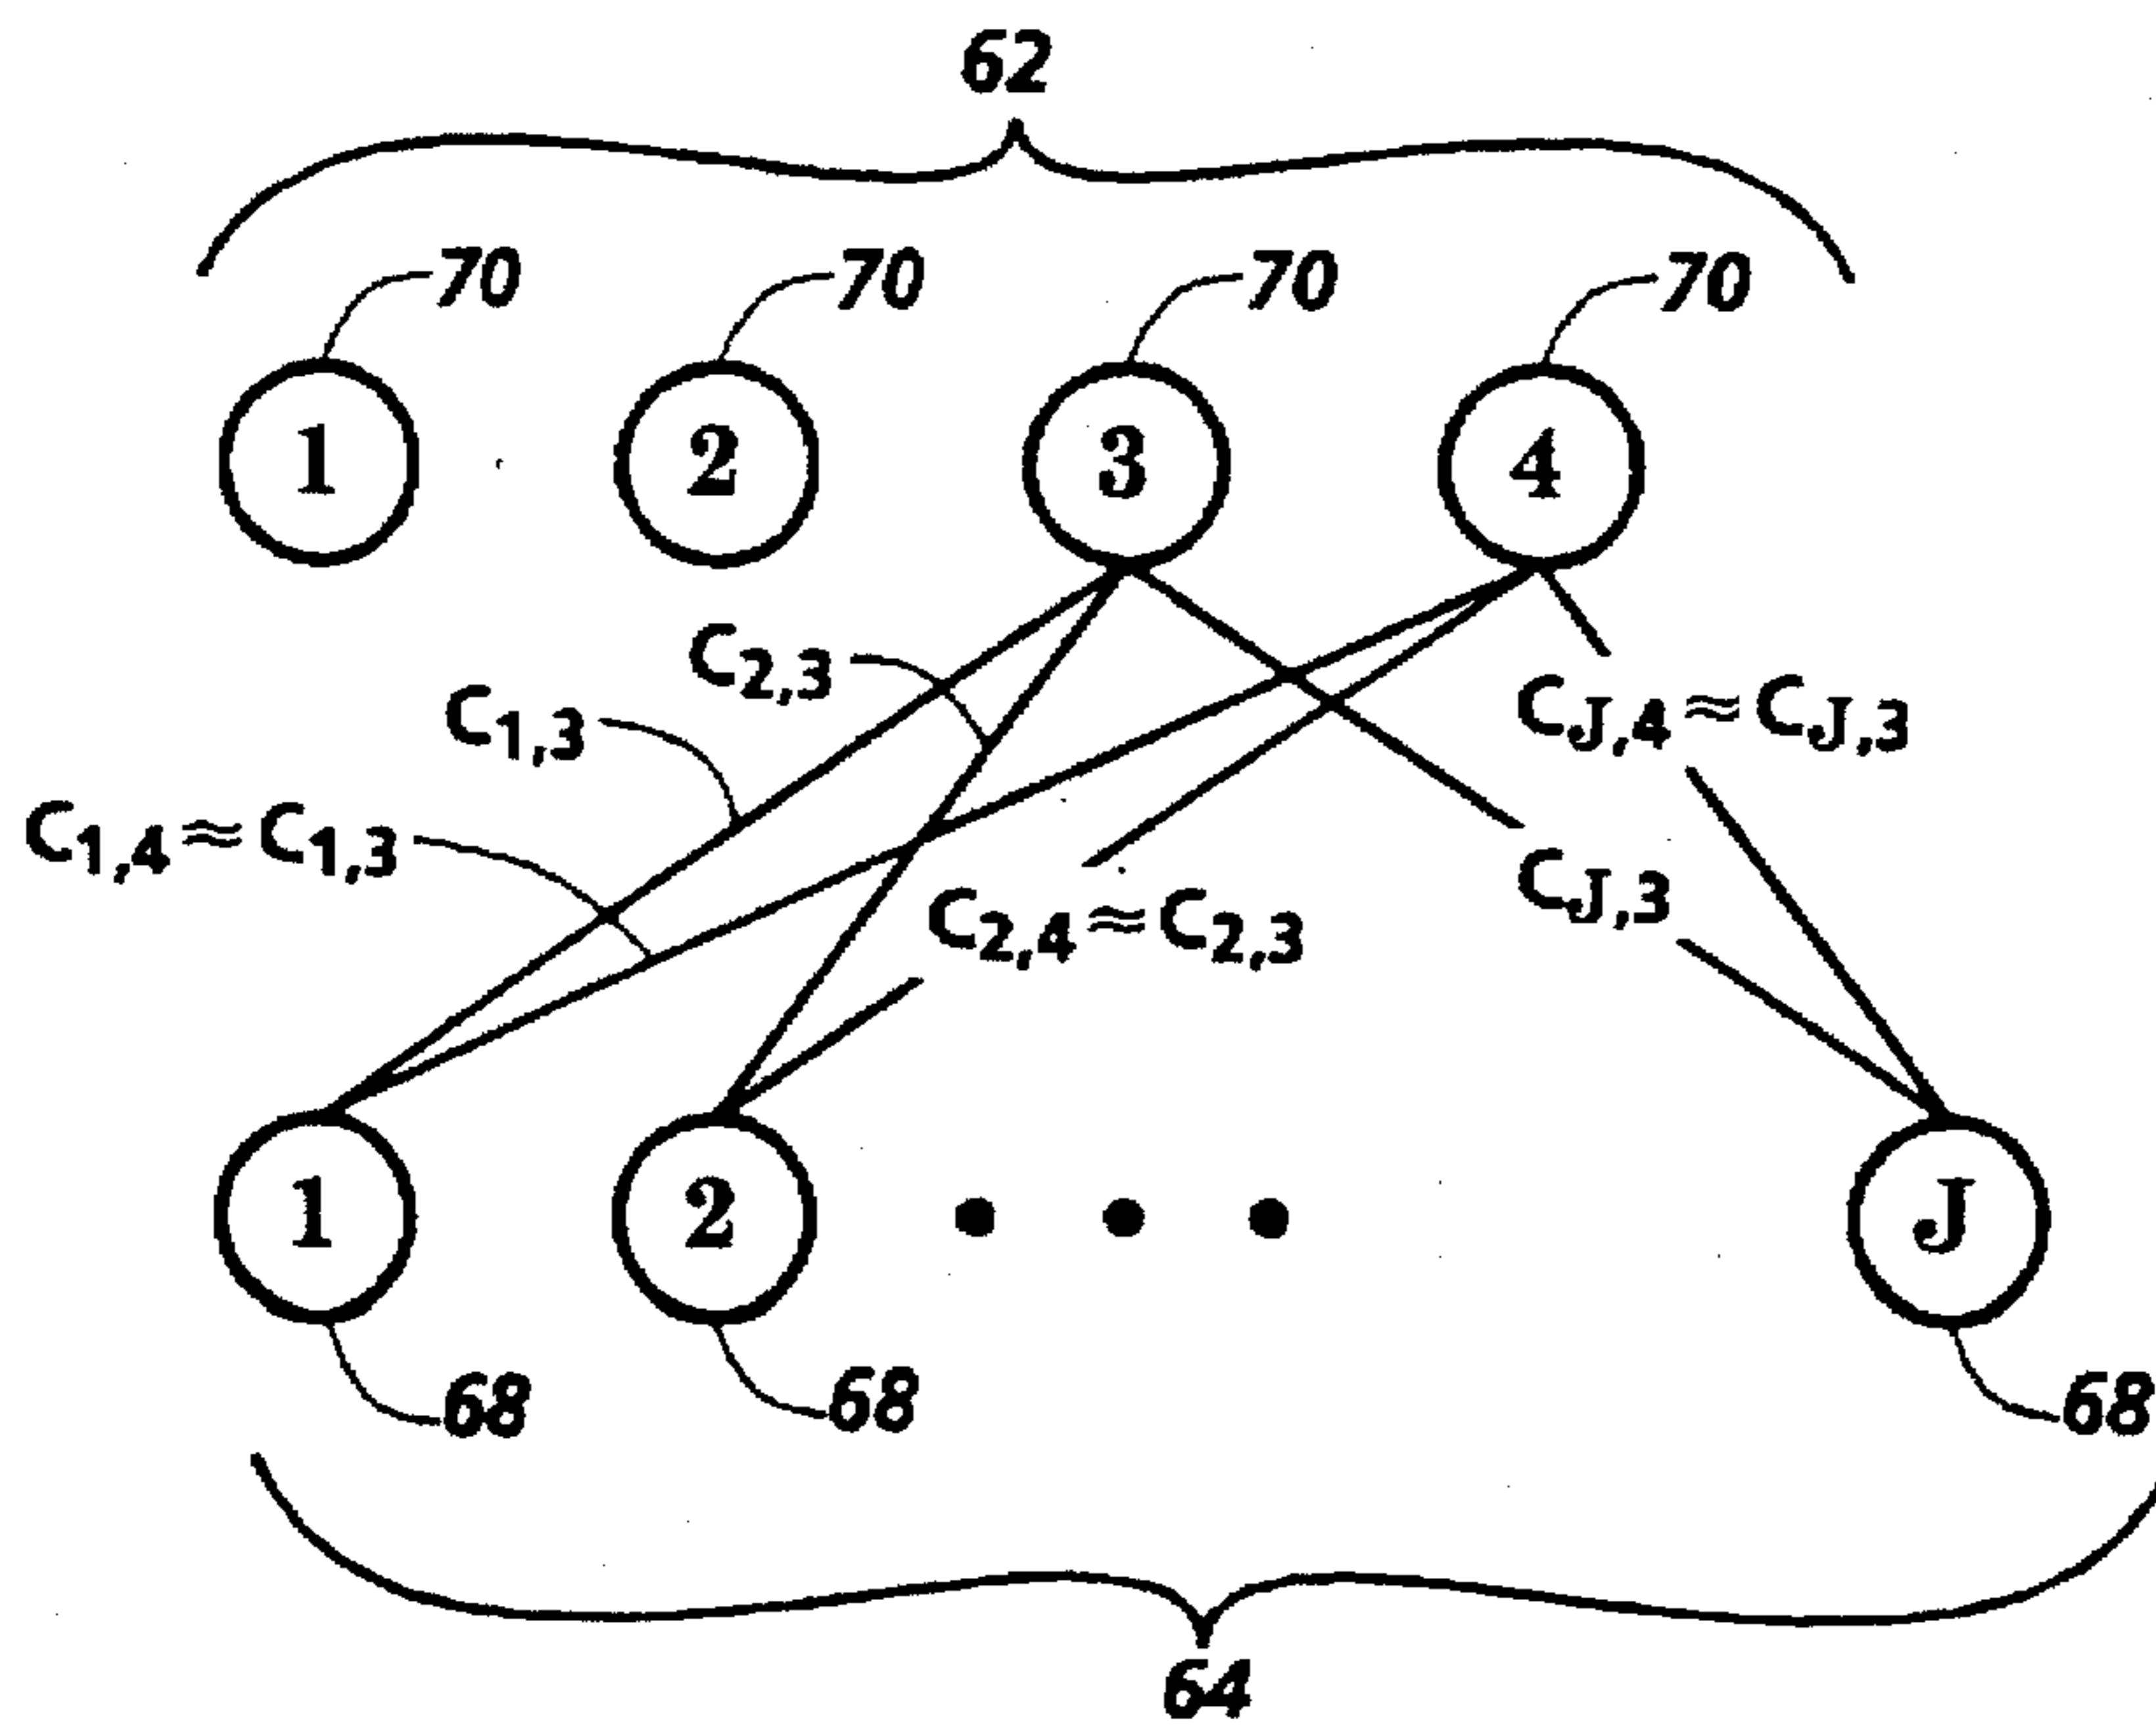 62
70 70 70 70
1 2 3 4
C2,3
C1,3
CJ,4≈CJ,3
C1,4≈C1,3
CJ,3
C2,4≈C2,3
1 2 • • • J
68 68 68
64